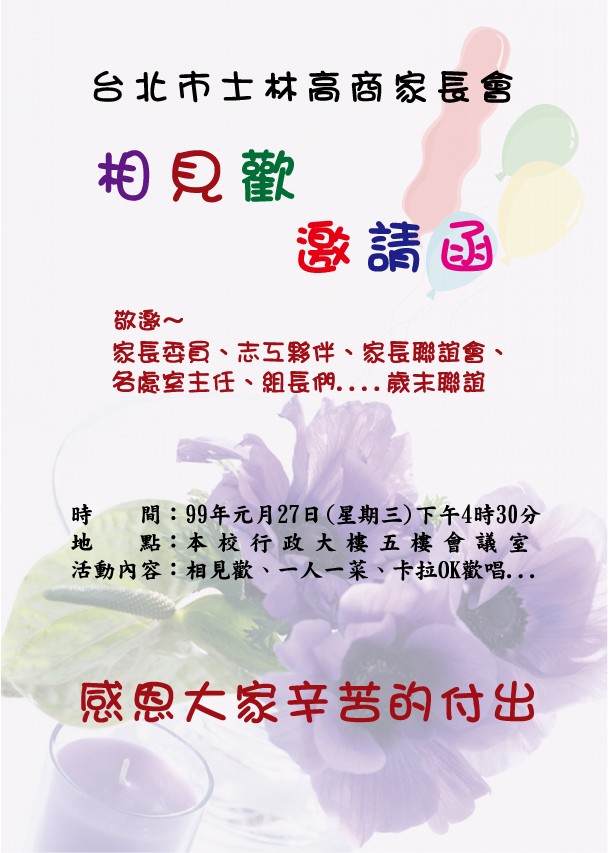 台北市士林高商家長會
相見歡
邀請函
敬邀～
家長委員、志工夥伴、家長聯誼會、
各處室主任、組長們....歲末聯誼
時　　間：99年元月27日(星期三)下午4時30分
地　　點：本校行政大樓五樓會議室
活動內容：相見歡、一人一菜、卡拉OK歡唱...
感恩大家辛苦的付出